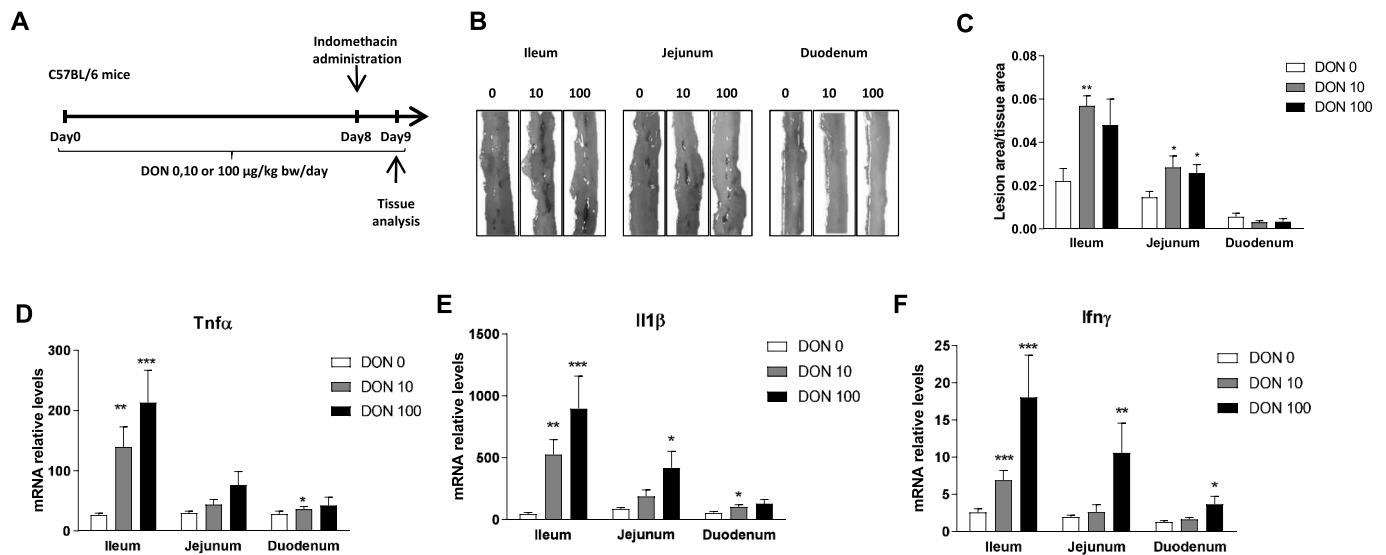 A
Indomethacin
administration
C57BL/6 mice
Day0
Day8
Day9
DON 0,10 or 100 µg/kg bw/day
Tissue
analysis
B
Ileum
Jejunum
Duodenum
0 10 100 0 10 100 0 10 100
C
Lesion area/tissue area
0.08
0.06
0.04
0.02
0.00
**
*
*
Ileum
Jejunum
Duodenum
DON 0
DON 10
DON 100
D
Tnfα
mRNA relative levels
300
200
100
0
**
***
*
Ileum
Jejunum
Duodenum
DON 0
DON 10
DON 100
E
Il1β
mRNA relative levels
1500
1000
500
0
**
***
*
*
Ileum
Jejunum
Duodenum
DON 0
DON 10
DON 100
F
Ifnγ
mRNA relative levels
25
20
15
10
5
0
***
***
**
*
Ileum
Jejunum
Duodenum
DON 0
DON 10
DON 100